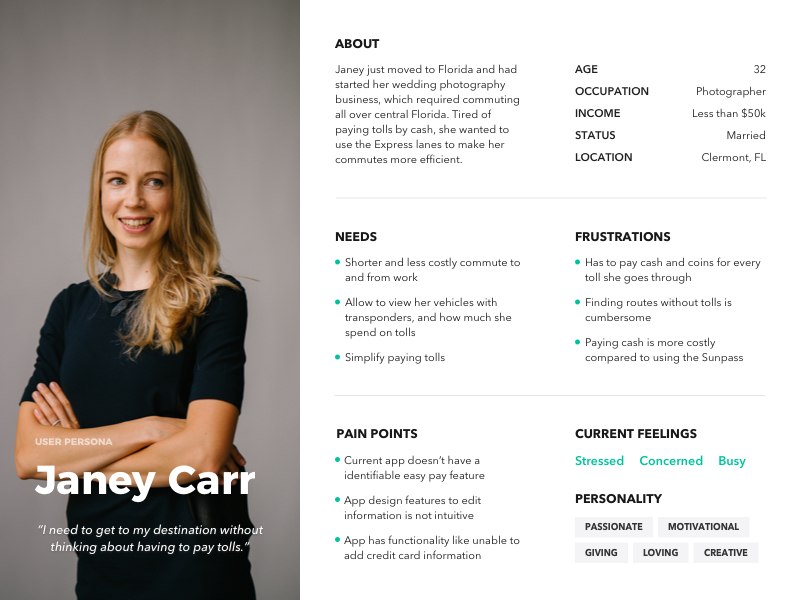 USER PERSONA
Janey Carr
“I need to get to my destination without
thinking about having to pay tolls.”
ABOUT
Janey just moved to Florida and had
started her wedding photography
business, which required commuting
all over central Florida. Tired of
paying tolls by cash, she wanted to
use the Express lanes to make her
commutes more efficient.
AGE 32
OCCUPATION Photographer
INCOME Less than $50k
STATUS Married
LOCATION Clermont, FL
NEEDS
Shorter and less costly commute to
and from work
Allow to view her vehicles with
transponders, and how much she
spend on tolls
Simplify paying tolls
FRUSTRATIONS
Has to pay cash and coins for every
toll she goes through
Finding routes without tolls is
cumbersome
Paying cash is more costly
compared to using the Sunpass
PAIN POINTS
Current app doesn’t have a
identifiable easy pay feature
App design features to edit
information is not intuitive
App has functionality like unable to
add credit card information
CURRENT FEELINGS
Stressed Concerned Busy
PERSONALITY
PASSIONATE MOTIVATIONAL
GIVING LOVING CREATIVE